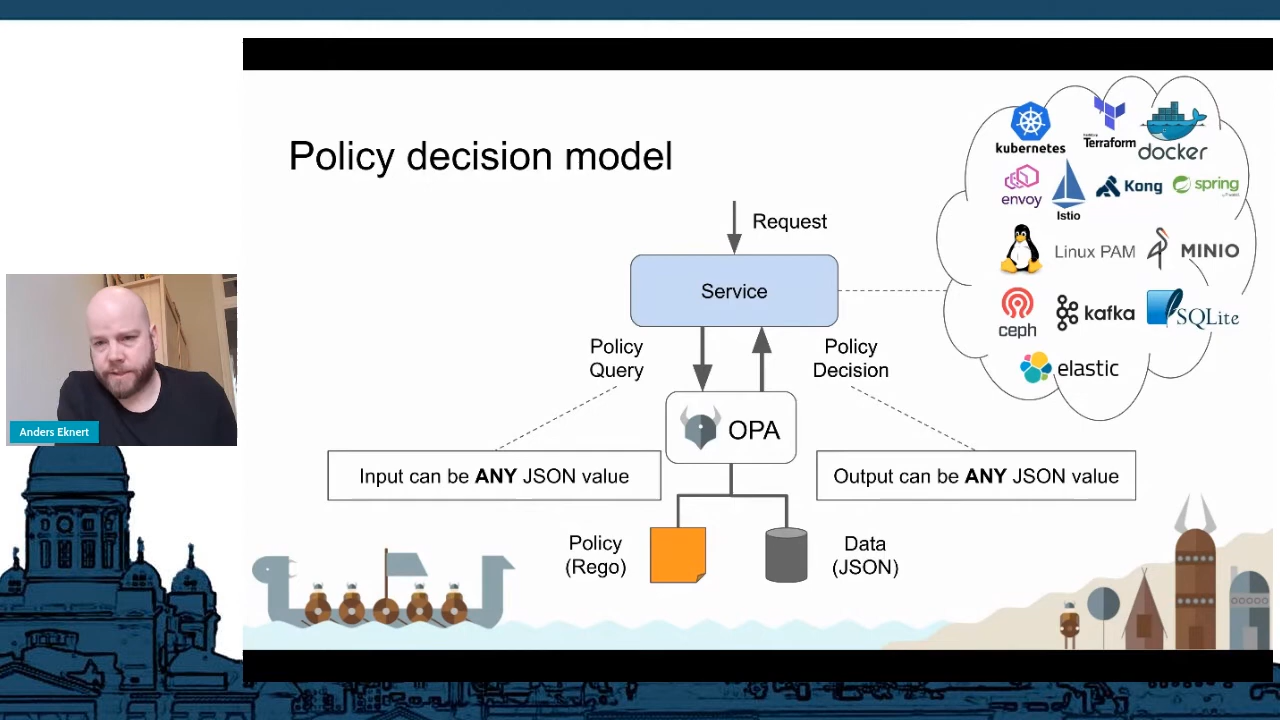 Policy decision model
Request
Service
Policy
Query
Policy
Decision
OPA
Input can be ANY JSON value
Output can be ANY JSON value
Policy
(Rego)
Data
(JSON)
kubernetes
Terraform
docker
envoy
Istio
Kong
spring
Linux PAM
MINIO
ceph
kafka
SQLite
elastic
Anders Eknert